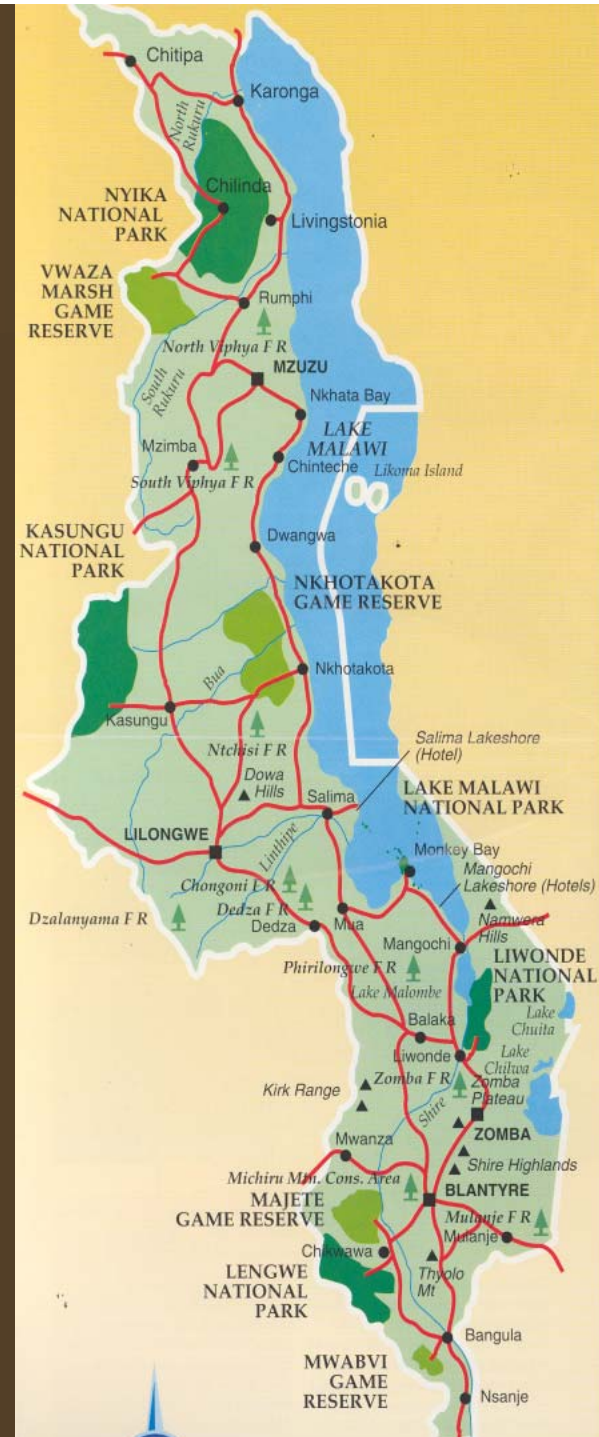 Chitipa
Karonga
North
Rukuru
Chilinda
NYIKA
NATIONAL
PARK
Livingstonia
VWAZA
MARSH
GAME
RESERVE
Rumphi
North Viphya F R
MZUZU
South
Rukuru
Nkhata Bay
LAKE
MALAWI
Mzimba
Chinteche
Likoma Island
South Viphya F R
KASUNGU
NATIONAL
PARK
Dwangwa
NKHOTAKOTA
GAME RESERVE
Bua
Nkhotakota
Kasungu
Ntchisi F R
Salima Lakeshore
(Hotel)
Dowa
Hills
LAKE MALAWI
NATIONAL PARK
Salima
LILONGWE
Linthipe
Monkey Bay
Mangochi
Lakeshore (Hotels)
Chongoni F R
Dedza F R
Dzalanyama F R
Dedza
Mua
Namwera
Hills
Mangochi
Phirilongwe F R
LIWONDE
NATIONAL
PARK
Lake Malombe
Lake
Chuita
Balaka
Liwonde
Lake
Chilwa
Zomba F R
Zomba
Plateau
Kirk Range
Shire
ZOMBA
Mwanza
Shire Highlands
Michiru Mtn. Cons. Area
BLANTYRE
MAJETE
GAME RESERVE
Mulanje F R
Mulanje
Chikwawa
LENGWE
NATIONAL
PARK
Thyolo
Mt
Bangula
MWABVI
GAME
RESERVE
Nsanje